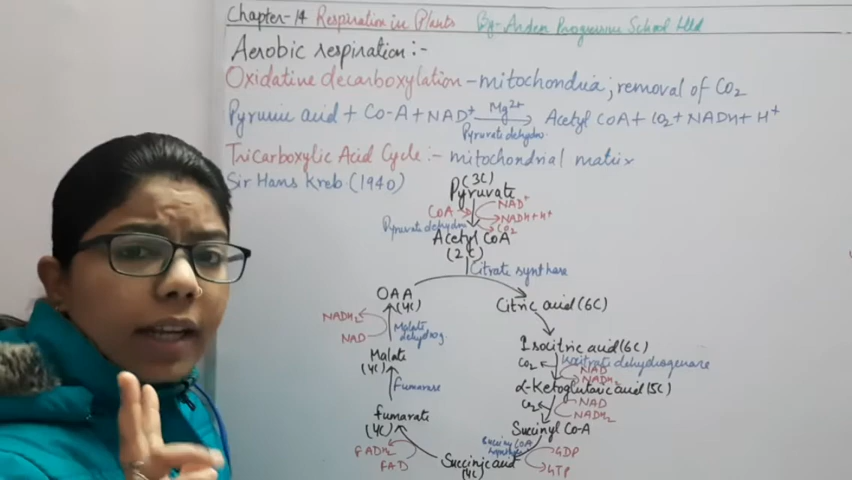 Chapter-14 Respiration in Plants By- Arden Progressive School Hld
Aerobic respiration :-
Oxidative decarboxylation - mitochondria, removal of CO2
Pyruvic acid + Co-A + NAD+ Mg2+ → Acetyl CoA + CO2 + NADH + H+
Pyruvate dehydro
Tricarboxylic Acid Cycle :- mitochondrial matrix
Sir Hans Kreb (1940)
(3C)
Pyruvate
CoA NAD+
NADH + H+
Pyruvate dehydro CO2
Acetyl CoA
(2C)
Citrate synthase
OAA
(4C)
Citric acid (6C)
NADH2
Malate dehydrog.
NAD
Isocitric acid (6C)
Malate
(4C)
CO2 Isocitrate dehydrogenase
NAD
NADH2
Fumarase
α-Ketoglutaric acid (5C)
CO2 NAD
NADH2
fumarate
(4C)
Succinyl Co-A
FADH2
FAD
Succinyl CoA
GDP
GTP
Succinic acid
(4C)